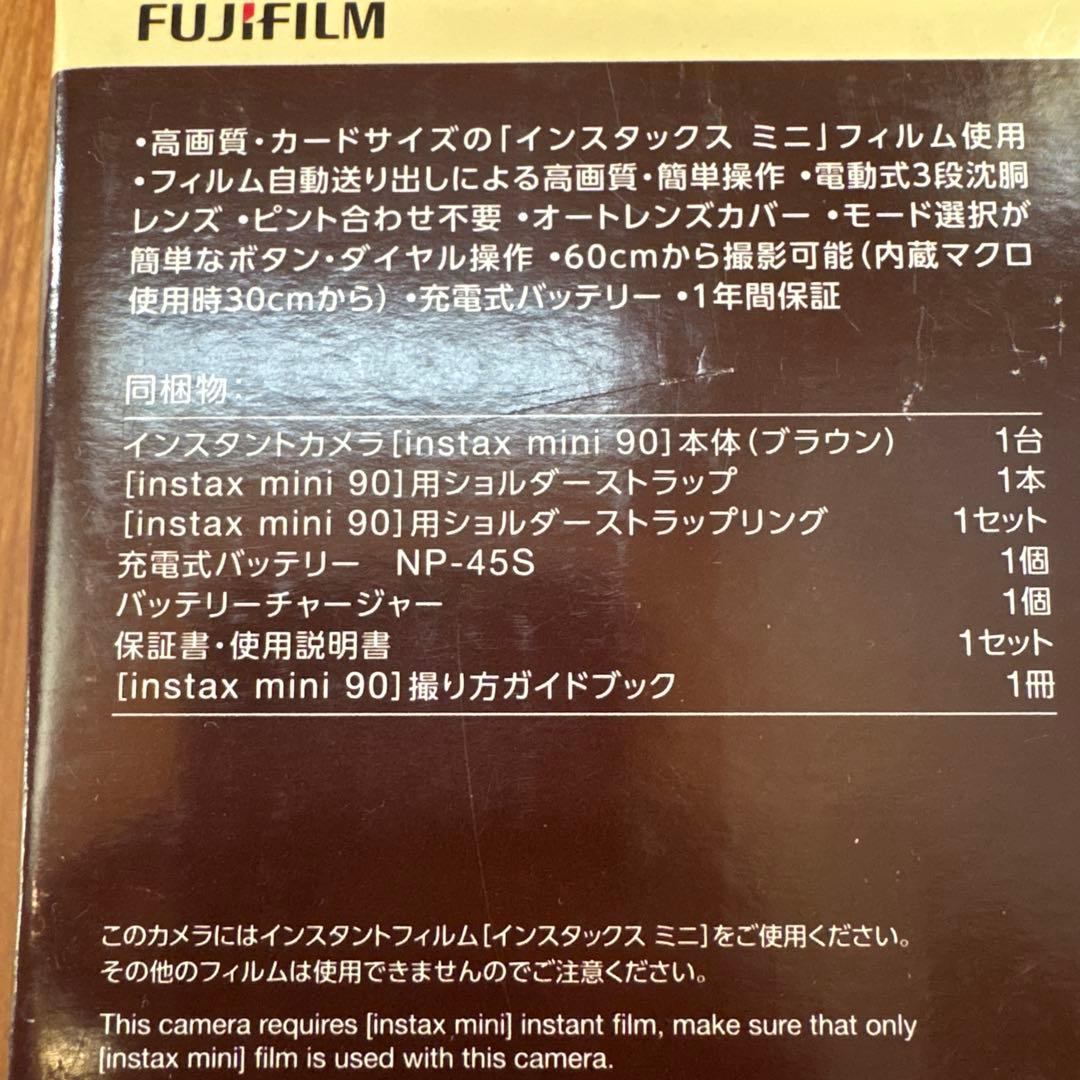 FUJIFILM
•高画質・カードサイズの「インスタックス ミニ」フィルム使用
•フィルム自動送り出しによる高画質・簡単操作 •電動式3段沈胴
レンズ •ピント合わせ不要 •オートレンズカバー •モード選択が
簡単なボタン・ダイヤル操作 •60cmから撮影可能(内蔵マクロ
使用時30cmから) •充電式バッテリー •1年間保証
同梱物:
インスタントカメラ[instax mini 90]本体(ブラウン) 1台
[instax mini 90]用ショルダーストラップ 1本
[instax mini 90]用ショルダーストラップリング 1セット
充電式バッテリー NP-45S 1個
バッテリーチャージャー 1個
保証書・使用説明書 1セット
[instax mini 90]撮り方ガイドブック 1冊
このカメラにはインスタントフィルム[インスタックス ミニ]をご使用ください。
その他のフィルムは使用できませんのでご注意ください。
This camera requires [instax mini] instant film, make sure that only
[instax mini] film is used with this camera.